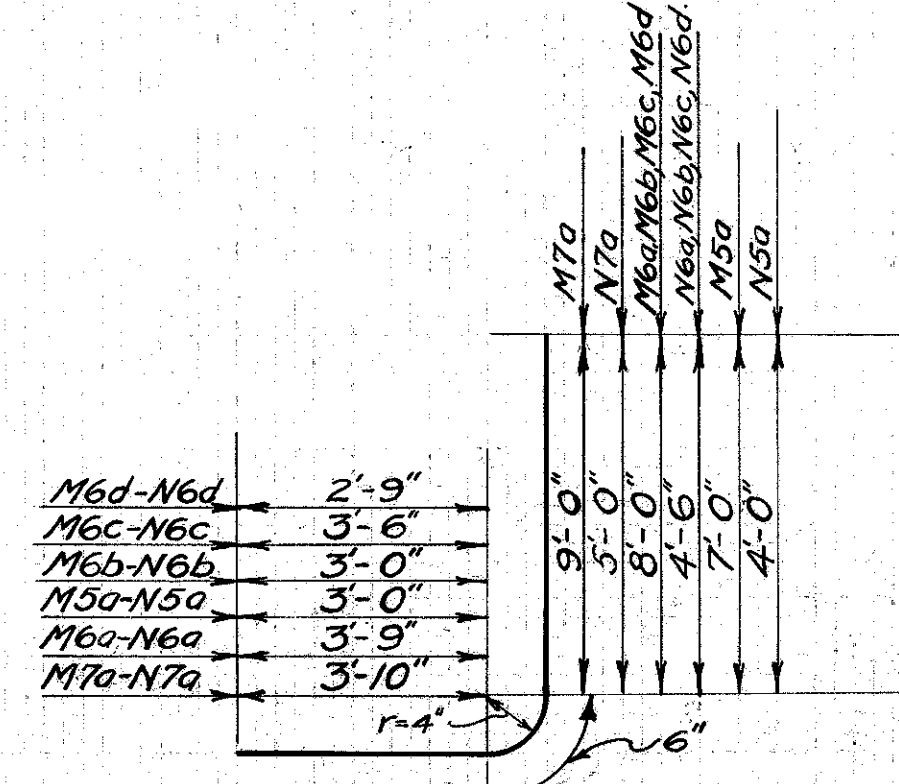 M7a
N7a
M6a,M6b,M6c,M6d
N6a,N6b,N6c,N6d.
M5a
N5a
M6d-N6d 2'-9"
M6c-N6c 3'-6"
M6b-N6b 3'-0"
M5a-N5a 3'-0"
M6a-N6a 3'-9"
M7a-N7a 3'-10"
9'-0"
5'-0"
8'-0"
4'-6"
7'-0"
4'-0"
r=4"
6"